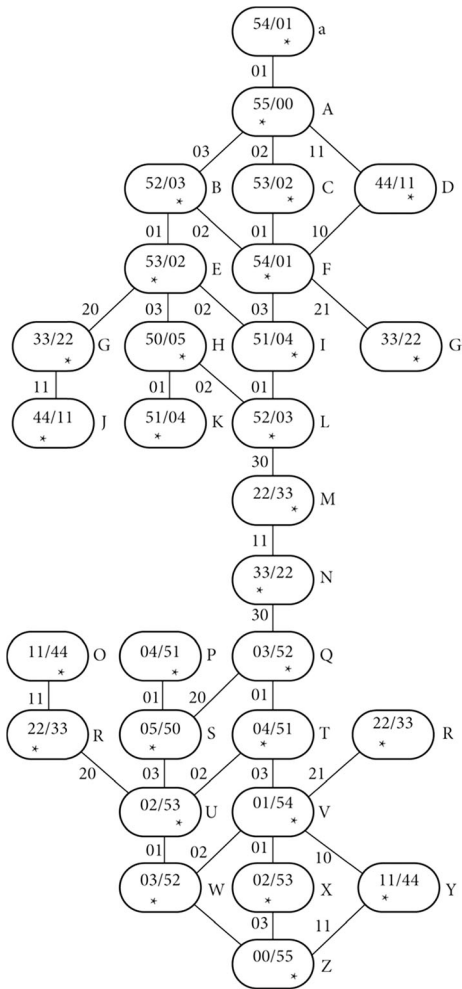 54/01 a
*
01
55/00 A
*
03 02 11
52/03 B 53/02 C 44/11 D
* * *
01 02 01 10
53/02 E 54/01 F
* *
20 03 02 03 21
33/22 G 50/05 H 51/04 I 33/22 G
* * * *
11 01 02 01
44/11 J 51/04 K 52/03 L
* * *
30
22/33 M
*
11
33/22 N
*
30
11/44 O 04/51 P 03/52 Q
* * *
11 01 20 01
22/33 R 05/50 S 04/51 T 22/33 R
* * * *
20 03 02 03 21
02/53 U 01/54 V
* *
01 02 01 10
03/52 W 02/53 X 11/44 Y
* * *
03 11
00/55 Z
*